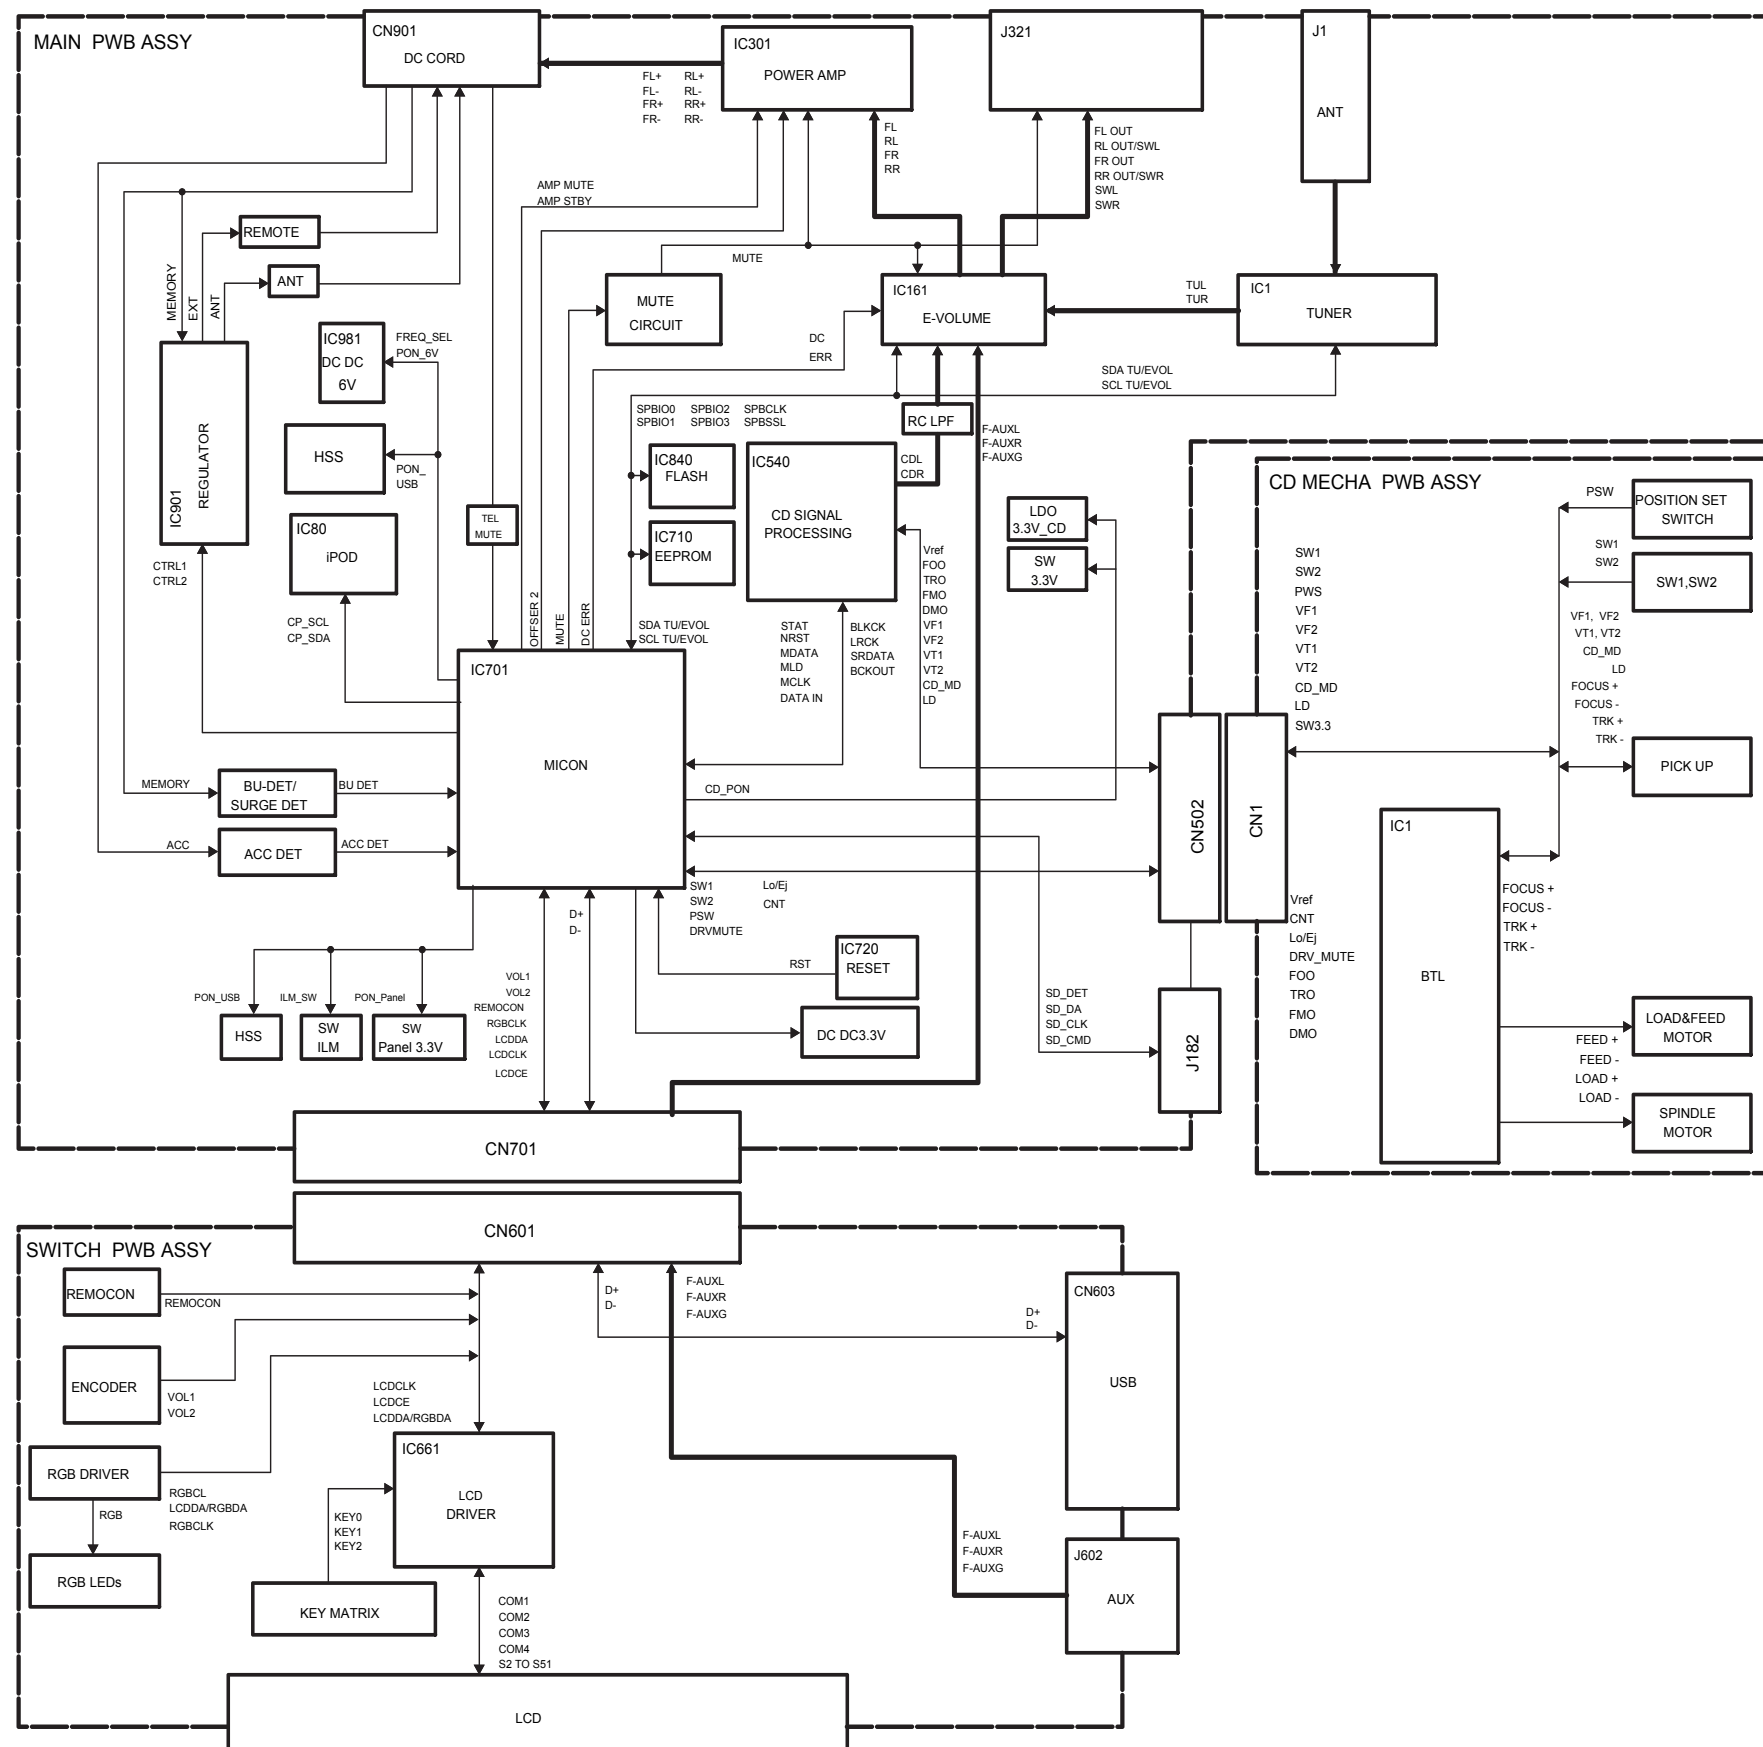 MAIN PWB ASSY
CN901
DC CORD
IC301
POWER AMP
J321
J1
ANT
FL+ RL+
FL- RL-
FR+ RR+
FR- RR-
FL
RL
FR
RR
FL OUT
RL OUT/SWL
FR OUT
RR OUT/SWR
SWL
SWR
AMP MUTE
AMP STBY
REMOTE
ANT
MEMORY
EXT
ANT
MUTE
MUTE
CIRCUIT
IC161
E-VOLUME
TUL
TUR
IC1
TUNER
IC981
DC DC
6V
FREQ_SEL
PON_6V
DC
ERR
SDA TU/EVOL
SCL TU/EVOL
IC901
REGULATOR
HSS
PON_
USB
SPBIO0 SPBIO2 SPBCLK
SPBIO1 SPBIO3 SPBSSL
RC LPF
F-AUXL
F-AUXR
F-AUXG
IC840
FLASH
IC540
CD SIGNAL
PROCESSING
CDL
CDR
IC710
EEPROM
IC80
iPOD
TEL
MUTE
LDO
3.3V_CD
SW
3.3V
CTRL1
CTRL2
CP_SCL
CP_SDA
OFFSER 2
MUTE
DC ERR
SDA TU/EVOL
SCL TU/EVOL
STAT
NRST
MDATA
MLD
MCLK
DATA IN
BLKCK
LRCK
SRDATA
BCKOUT
Vref
FOO
TRO
FMO
DMO
VF1
VF2
VT1
VT2
CD_MD
LD
IC701
MICON
MEMORY
BU-DET/
SURGE DET
BU DET
ACC
ACC DET
ACC DET
CD_PON
SW1
SW2
PSW
DRVMUTE
Lo/Ej
CNT
D+
D-
IC720
RESET
RST
DC DC3.3V
PON_USB
ILM_SW
PON_Panel
HSS
SW
ILM
SW
Panel 3.3V
VOL1
VOL2
REMOCON
RGBCLK
LCDDA
LCDCLK
LCDCE
SD_DET
SD_DA
SD_CLK
SD_CMD
CN502
J182
CN701
CD MECHA PWB ASSY
CN1
SW1
SW2
PWS
VF1
VF2
VT1
VT2
CD_MD
LD
SW3.3
PSW
POSITION SET
SWITCH
SW1
SW2
SW1,SW2
VF1, VF2
VT1, VT2
CD_MD
LD
FOCUS +
FOCUS -
TRK +
TRK -
PICK UP
IC1
BTL
FOCUS +
FOCUS -
TRK +
TRK -
Vref
CNT
Lo/Ej
DRV_MUTE
FOO
TRO
FMO
DMO
LOAD&FEED
MOTOR
FEED +
FEED -
LOAD +
LOAD -
SPINDLE
MOTOR
CN601
SWITCH PWB ASSY
REMOCON
REMOCON
ENCODER
VOL1
VOL2
D+
D-
F-AUXL
F-AUXR
F-AUXG
D+
D-
CN603
USB
LCDCLK
LCDCE
LCDDA/RGBDA
RGB DRIVER
RGBCL
LCDDA/RGBDA
RGBCLK
RGB
RGB LEDs
IC661
LCD
DRIVER
KEY0
KEY1
KEY2
KEY MATRIX
COM1
COM2
COM3
COM4
S2 TO S51
F-AUXL
F-AUXR
F-AUXG
J602
AUX
LCD